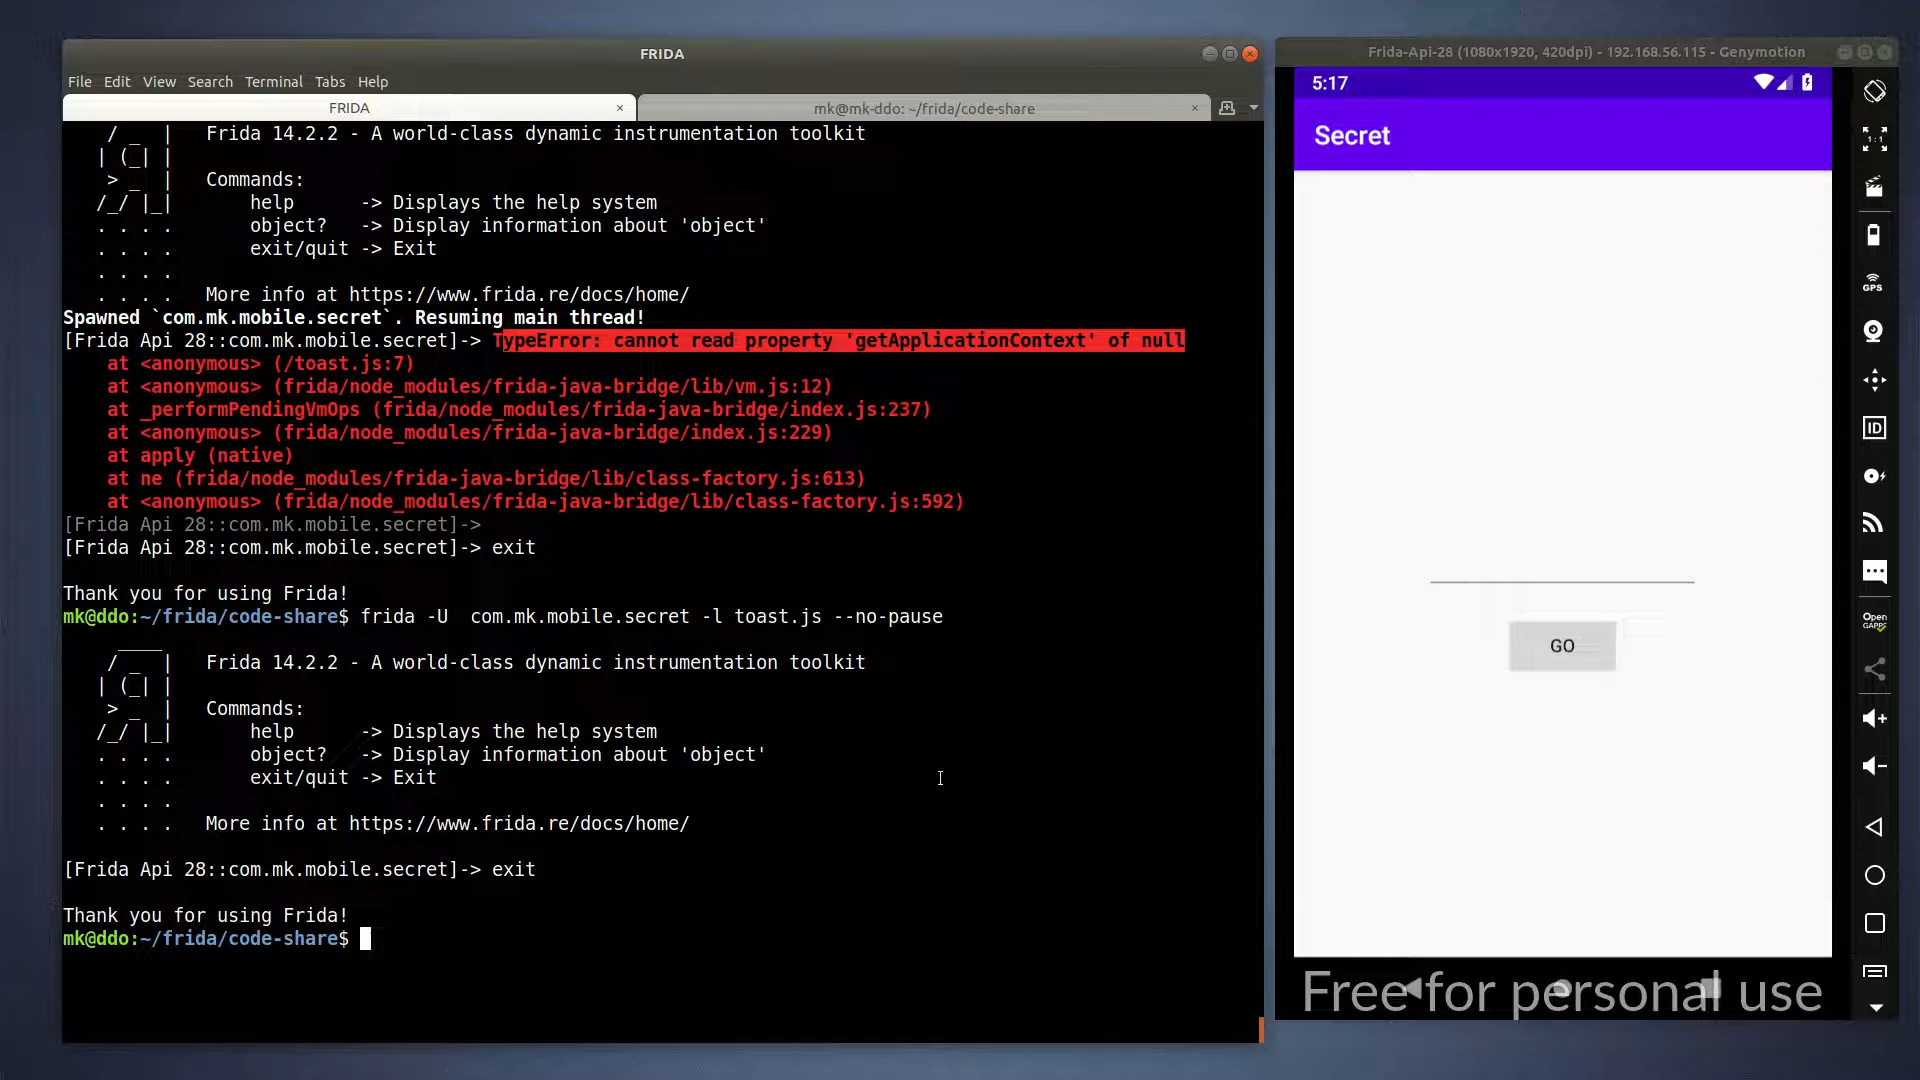 FRIDA
File Edit View Search Terminal Tabs Help
FRIDA
mk@mk-ddo: ~/frida/code-share
Frida 14.2.2 - A world-class dynamic instrumentation toolkit
Commands:
help -> Displays the help system
object? -> Display information about 'object'
exit/quit -> Exit
More info at https://www.frida.re/docs/home/
Spawned `com.mk.mobile.secret`. Resuming main thread!
[Frida Api 28::com.mk.mobile.secret]-> TypeError: cannot read property 'getApplicationContext' of null
at <anonymous> (/toast.js:7)
at <anonymous> (frida/node_modules/frida-java-bridge/lib/vm.js:12)
at _performPendingVmOps (frida/node_modules/frida-java-bridge/index.js:237)
at <anonymous> (frida/node_modules/frida-java-bridge/index.js:229)
at apply (native)
at ne (frida/node_modules/frida-java-bridge/lib/class-factory.js:613)
at <anonymous> (frida/node_modules/frida-java-bridge/lib/class-factory.js:592)
[Frida Api 28::com.mk.mobile.secret]->
[Frida Api 28::com.mk.mobile.secret]-> exit
Thank you for using Frida!
mk@ddo:~/frida/code-share$ frida -U  com.mk.mobile.secret -l toast.js --no-pause
Frida 14.2.2 - A world-class dynamic instrumentation toolkit
Commands:
help -> Displays the help system
object? -> Display information about 'object'
exit/quit -> Exit
More info at https://www.frida.re/docs/home/
[Frida Api 28::com.mk.mobile.secret]-> exit
Thank you for using Frida!
mk@ddo:~/frida/code-share$
Frida-Api-28 (1080x1920, 420dpi) - 192.168.56.115 - Genymotion
5:17
Secret
GO
Free for personal use
1:1
GPS
ID
Open
GAPPS